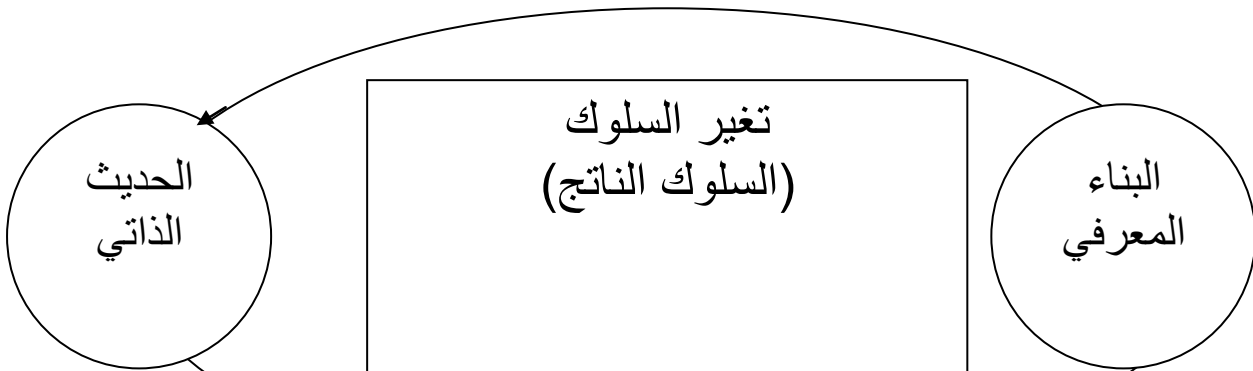 تغير السلوك
(السلوك الناتج)
البناء
المعرفي
الحديث
الذاتي